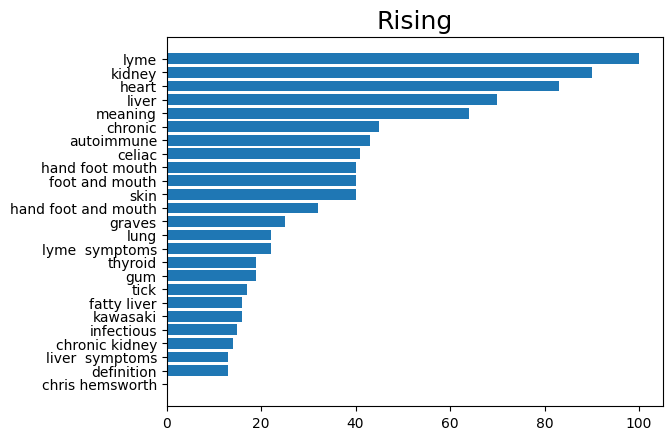 Rising
lyme
kidney
heart
liver
meaning
chronic
autoimmune
celiac
hand foot mouth
foot and mouth
skin
hand foot and mouth
graves
lung
lyme  symptoms
thyroid
gum
tick
fatty liver
kawasaki
infectious
chronic kidney
liver  symptoms
definition
chris hemsworth
0 20 40 60 80 100